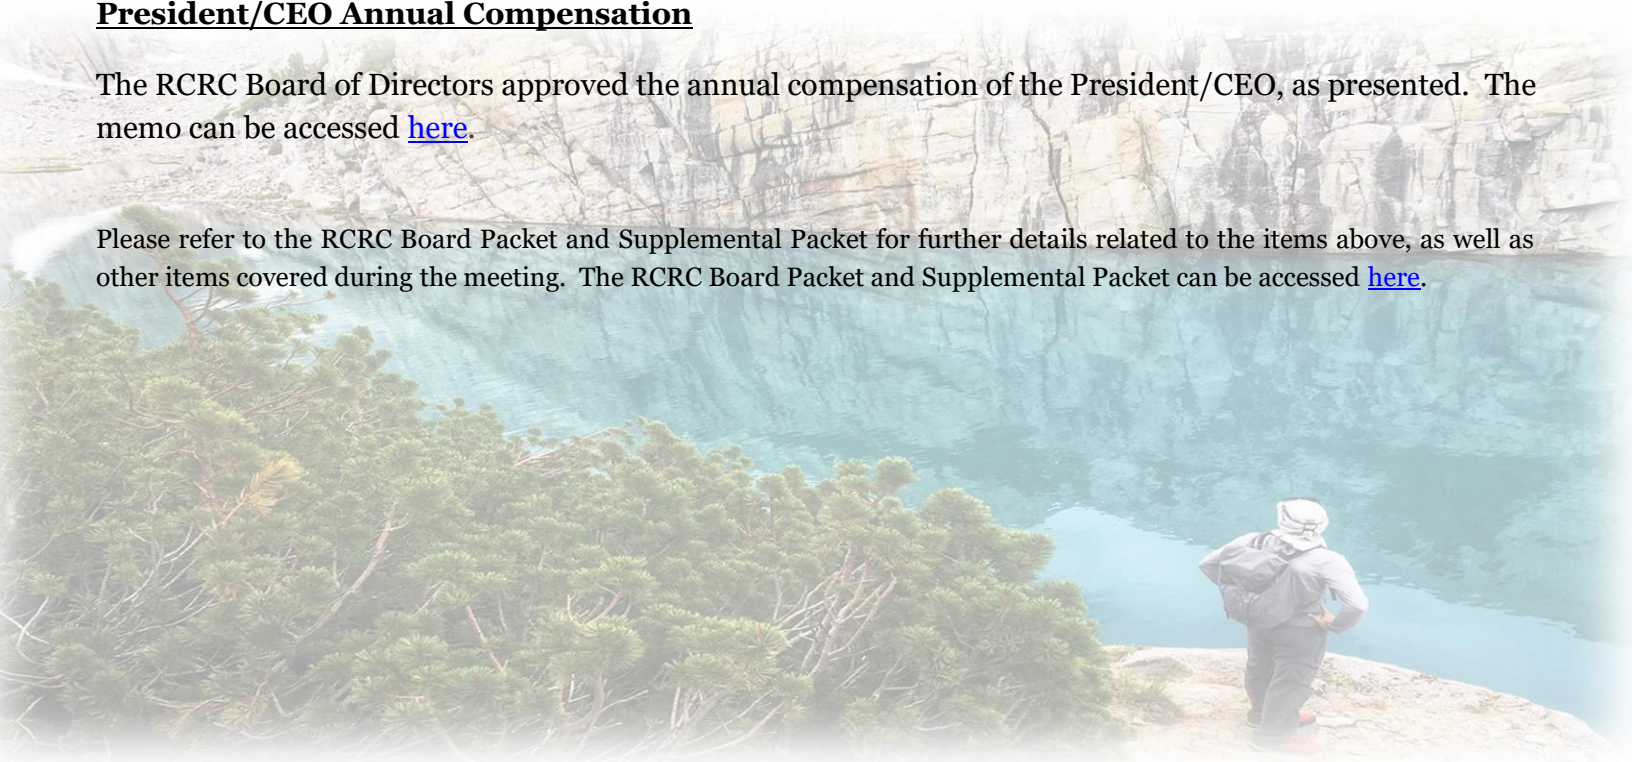 President/CEO Annual Compensation
The RCRC Board of Directors approved the annual compensation of the President/CEO, as presented.  The
memo can be accessed here.
Please refer to the RCRC Board Packet and Supplemental Packet for further details related to the items above, as well as
other items covered during the meeting.  The RCRC Board Packet and Supplemental Packet can be accessed here.